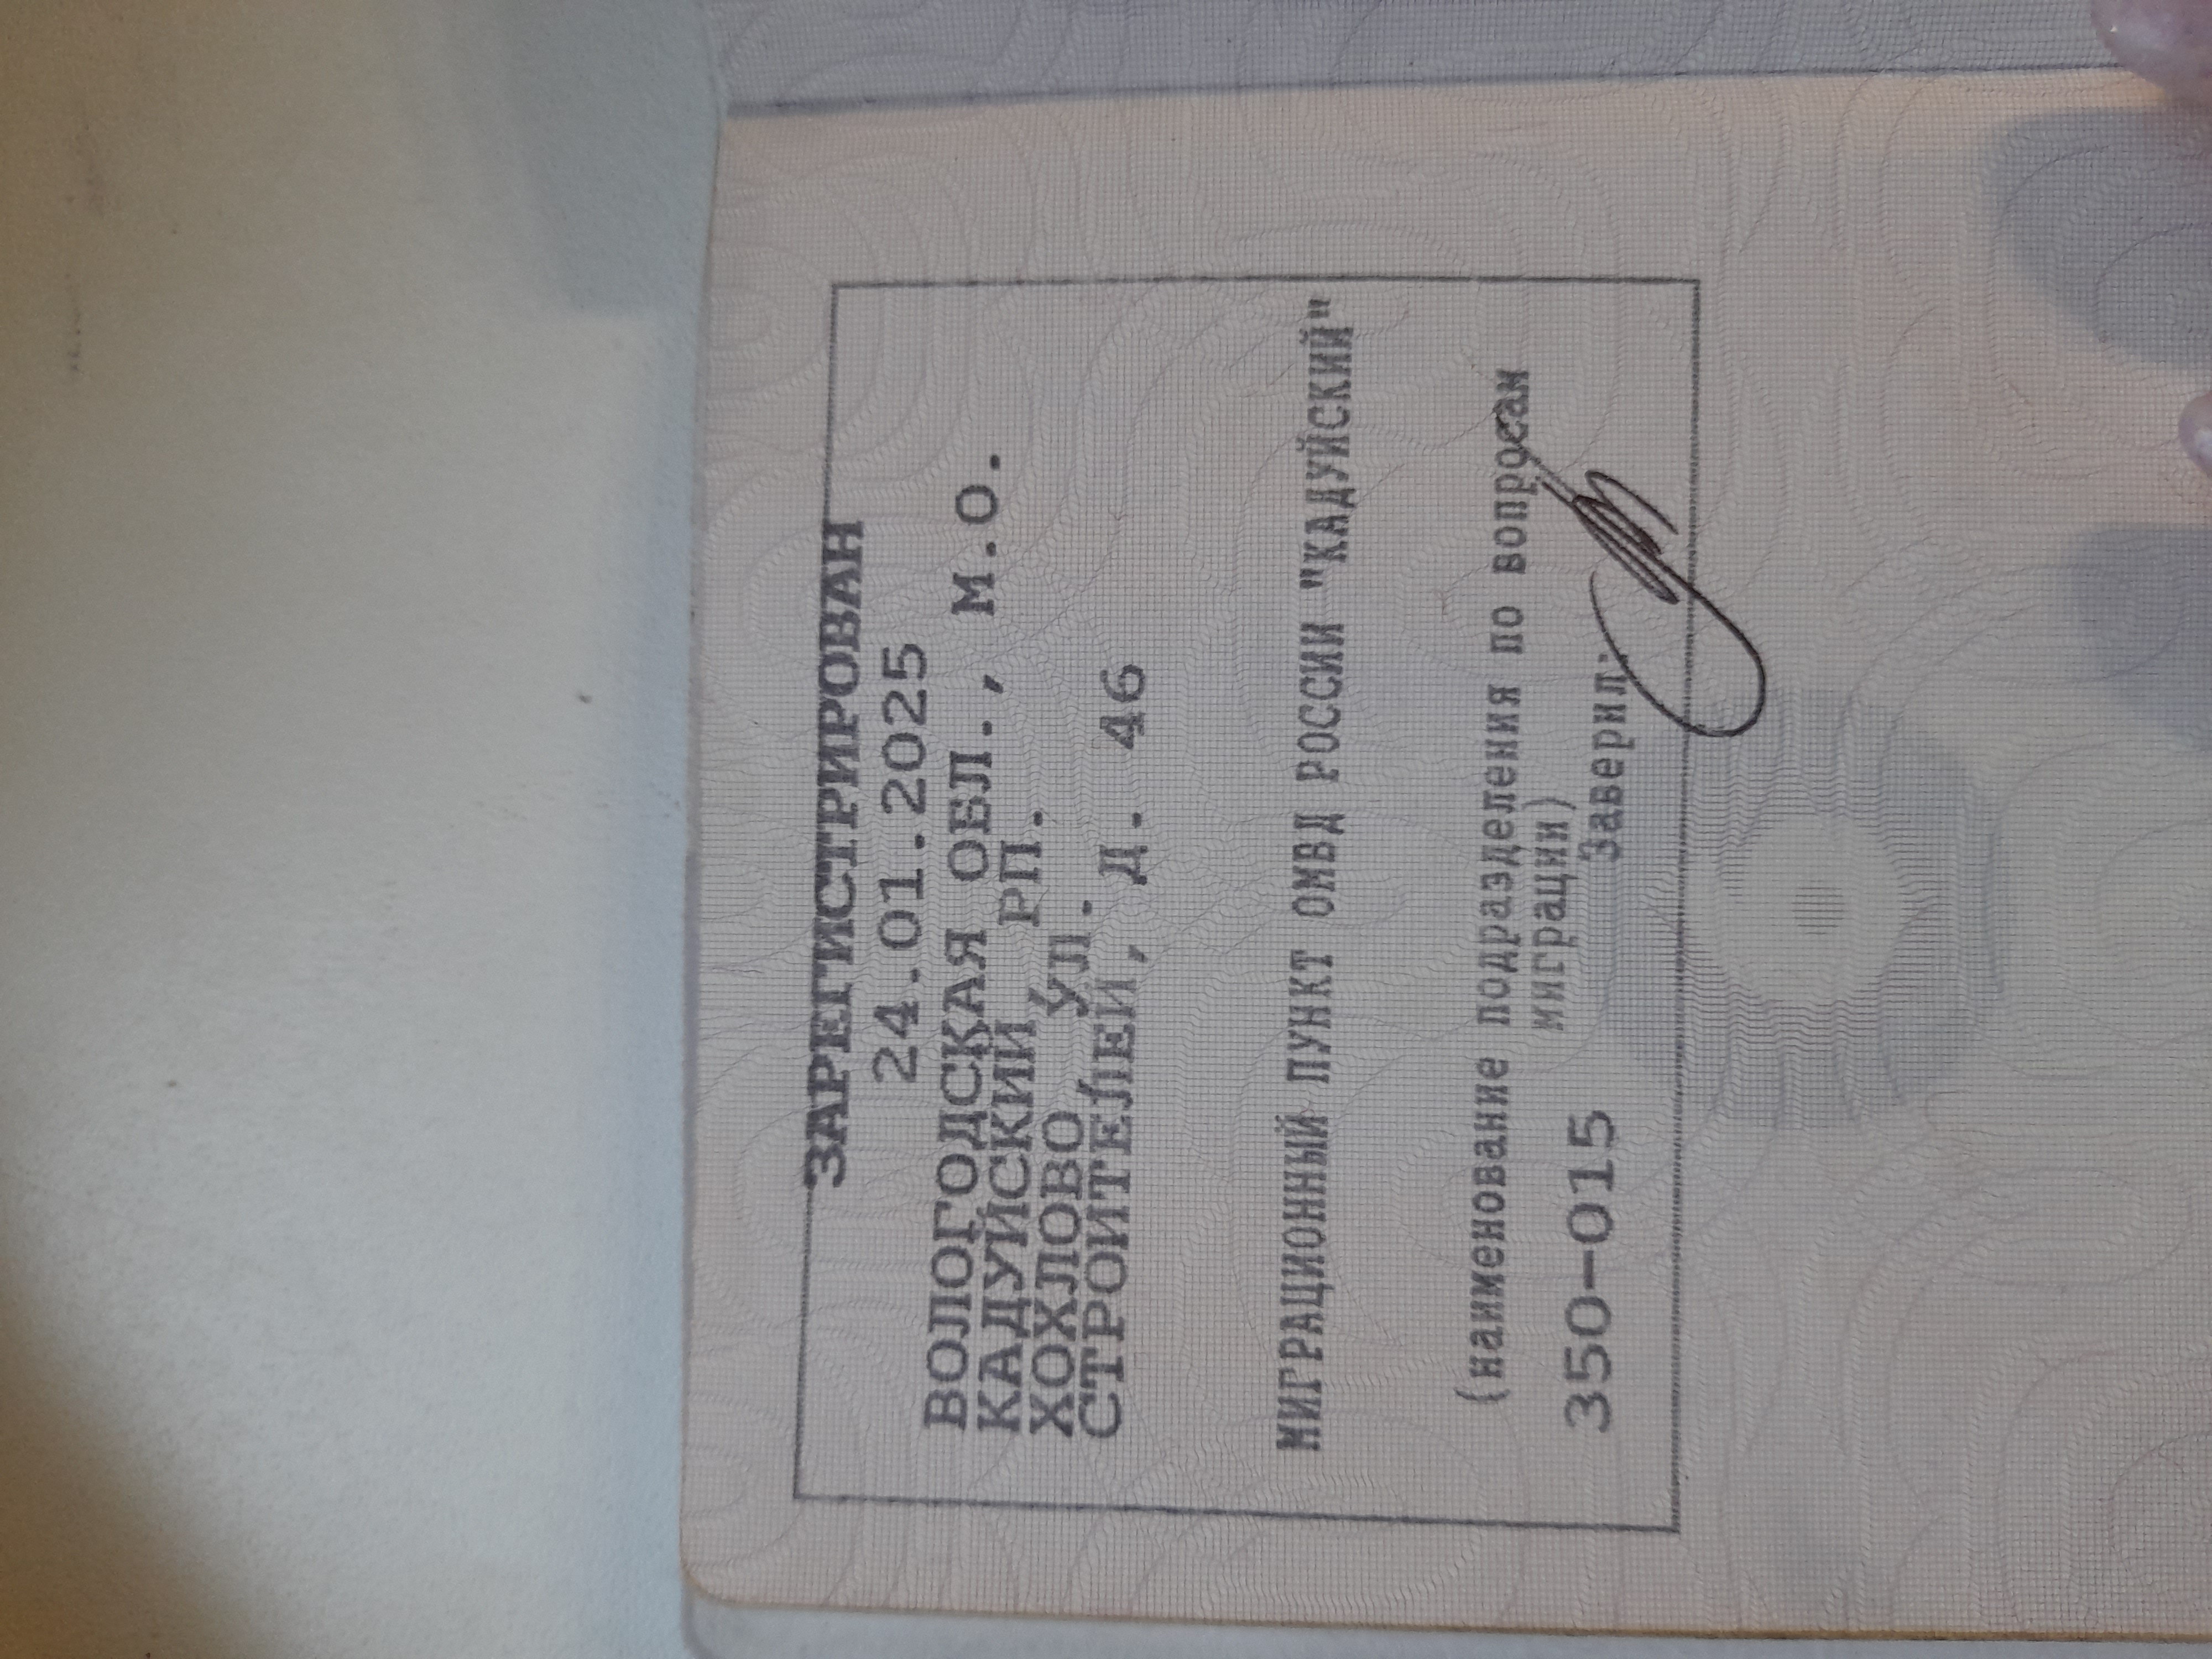 ЗАРЕГИСТРИРОВАН
24.01.2025
ВОЛОГОДСКАЯ ОБЛ., М.О.
КАДУЙСКИЙ РП.
ХОХЛОВО УЛ.
СТРОИТЕЛЕЙ, Д. 46
МИГРАЦИОННЫЙ ПУНКТ ОМВД РОССИИ "КАДУЙСКИЙ"
(наименование подразделения по вопросам
миграции)
350-015 Заверил: